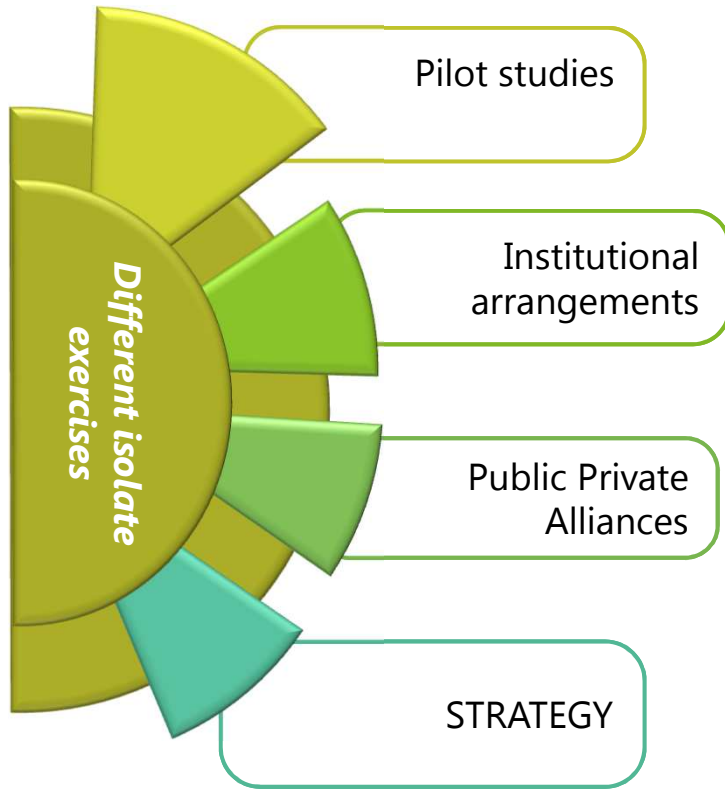 Different isolate
exercises
Pilot studies
Institutional
arrangements
Public Private
Alliances
STRATEGY